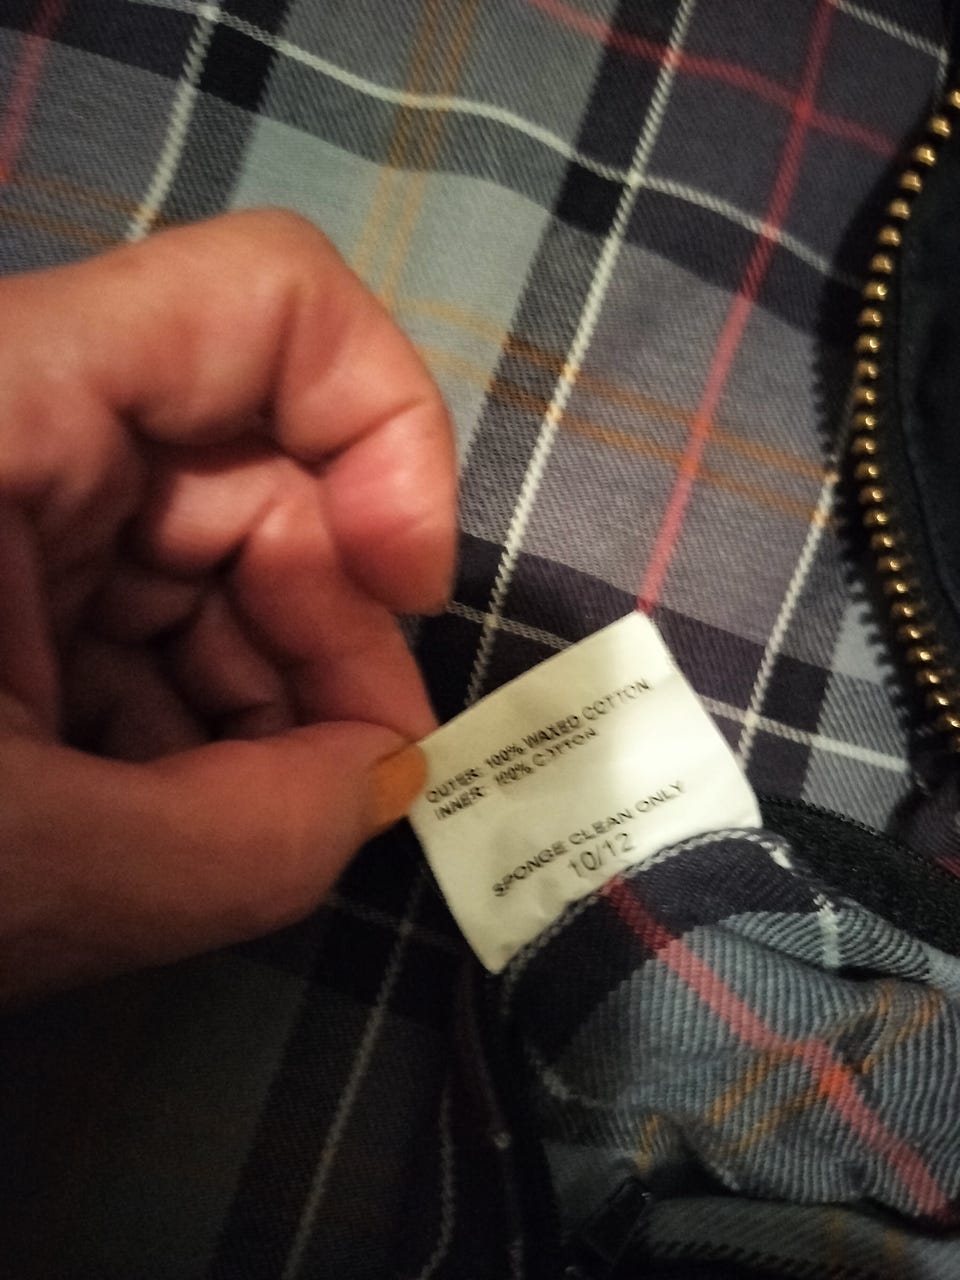 OUTER: 100% WAXED COTTON
INNER: 100% COTTON
SPONGE CLEAN ONLY
10/12